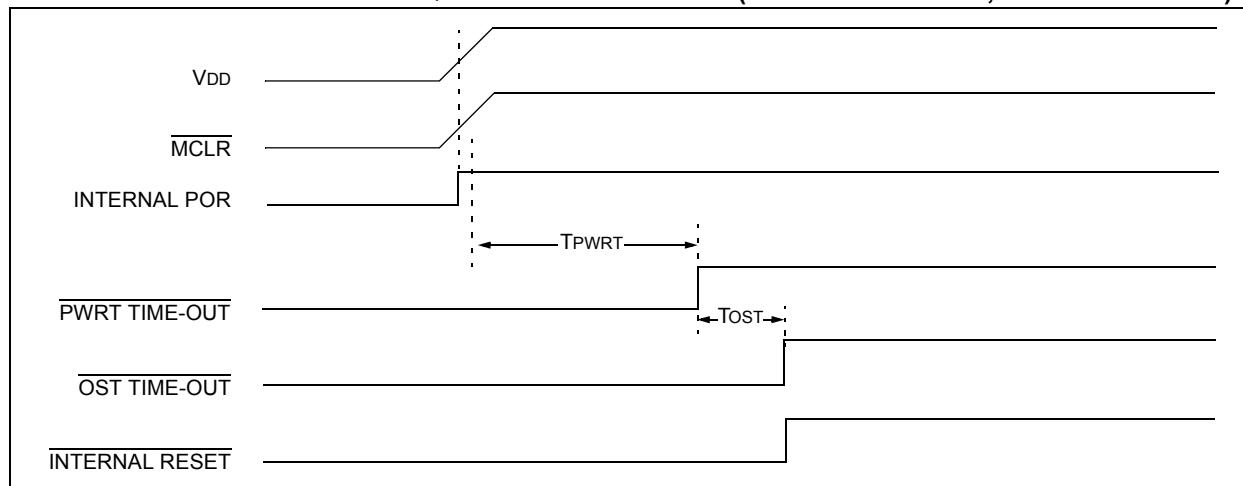 VDD
MCLR
INTERNAL POR
TPWRT
PWRT TIME-OUT
TOST
OST TIME-OUT
INTERNAL RESET